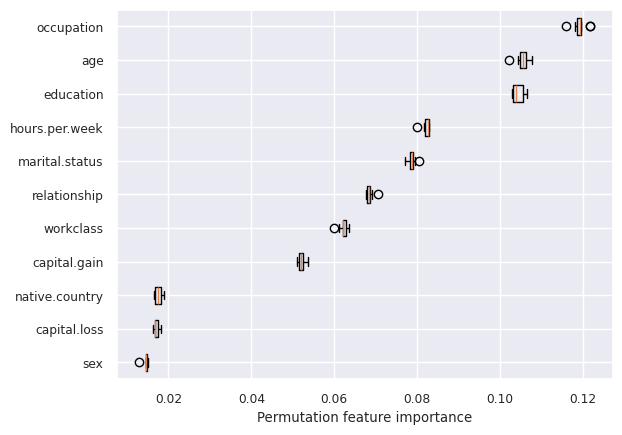 occupation
age
education
hours.per.week
marital.status
relationship
workclass
capital.gain
native.country
capital.loss
sex
0.02 0.04 0.06 0.08 0.10 0.12
Permutation feature importance